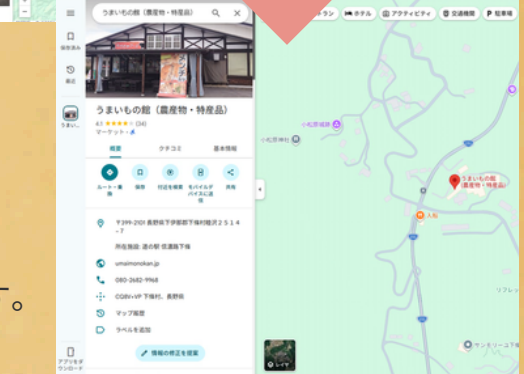 うまいもの館（農産物・特産品）
保存済み
最近
うまい...
メンチ
うまいもの館（農産物・特産品）
4.1 ★★★★☆ (34)
マーケット・
概要
クチコミ
基本情報
ルート・乗換
保存
付近を検索
モバイルデバイスに送信
共有
〒399-2101 長野県下伊那郡下條村睦沢２５１４
−７
所在施設: 道の駅 信濃路下條
umaimonokan.jp
080-2682-9968
CQ8V+VP 下條村、長野県
マップ履歴
ラベルを追加
情報の修正を提案
アプリをダウンロード
す。
トラン
ホテル
アクティビティ
交通機関
P 駐車場
小松原城跡
小松原神社
うまいもの館
（農産物・特産品）
サンモリーユ下條
レイヤ